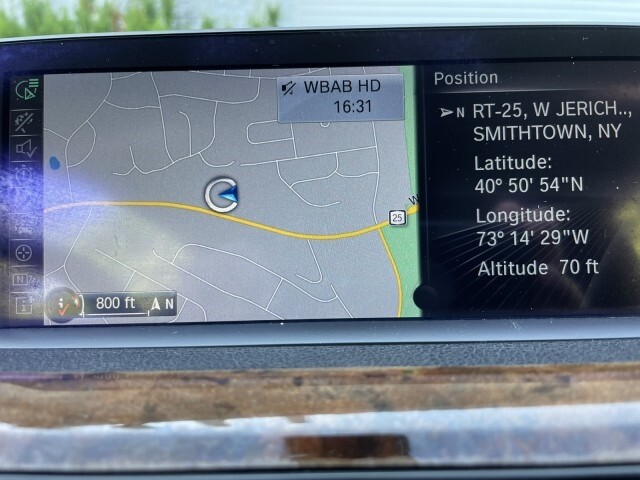 WBAB HD
16:31
Position
N RT-25, W JERICH..,
SMITHTOWN, NY
Latitude:
40° 50' 54"N
Longitude:
73° 14' 29"W
Altitude 70 ft
25
W
800 ft
N